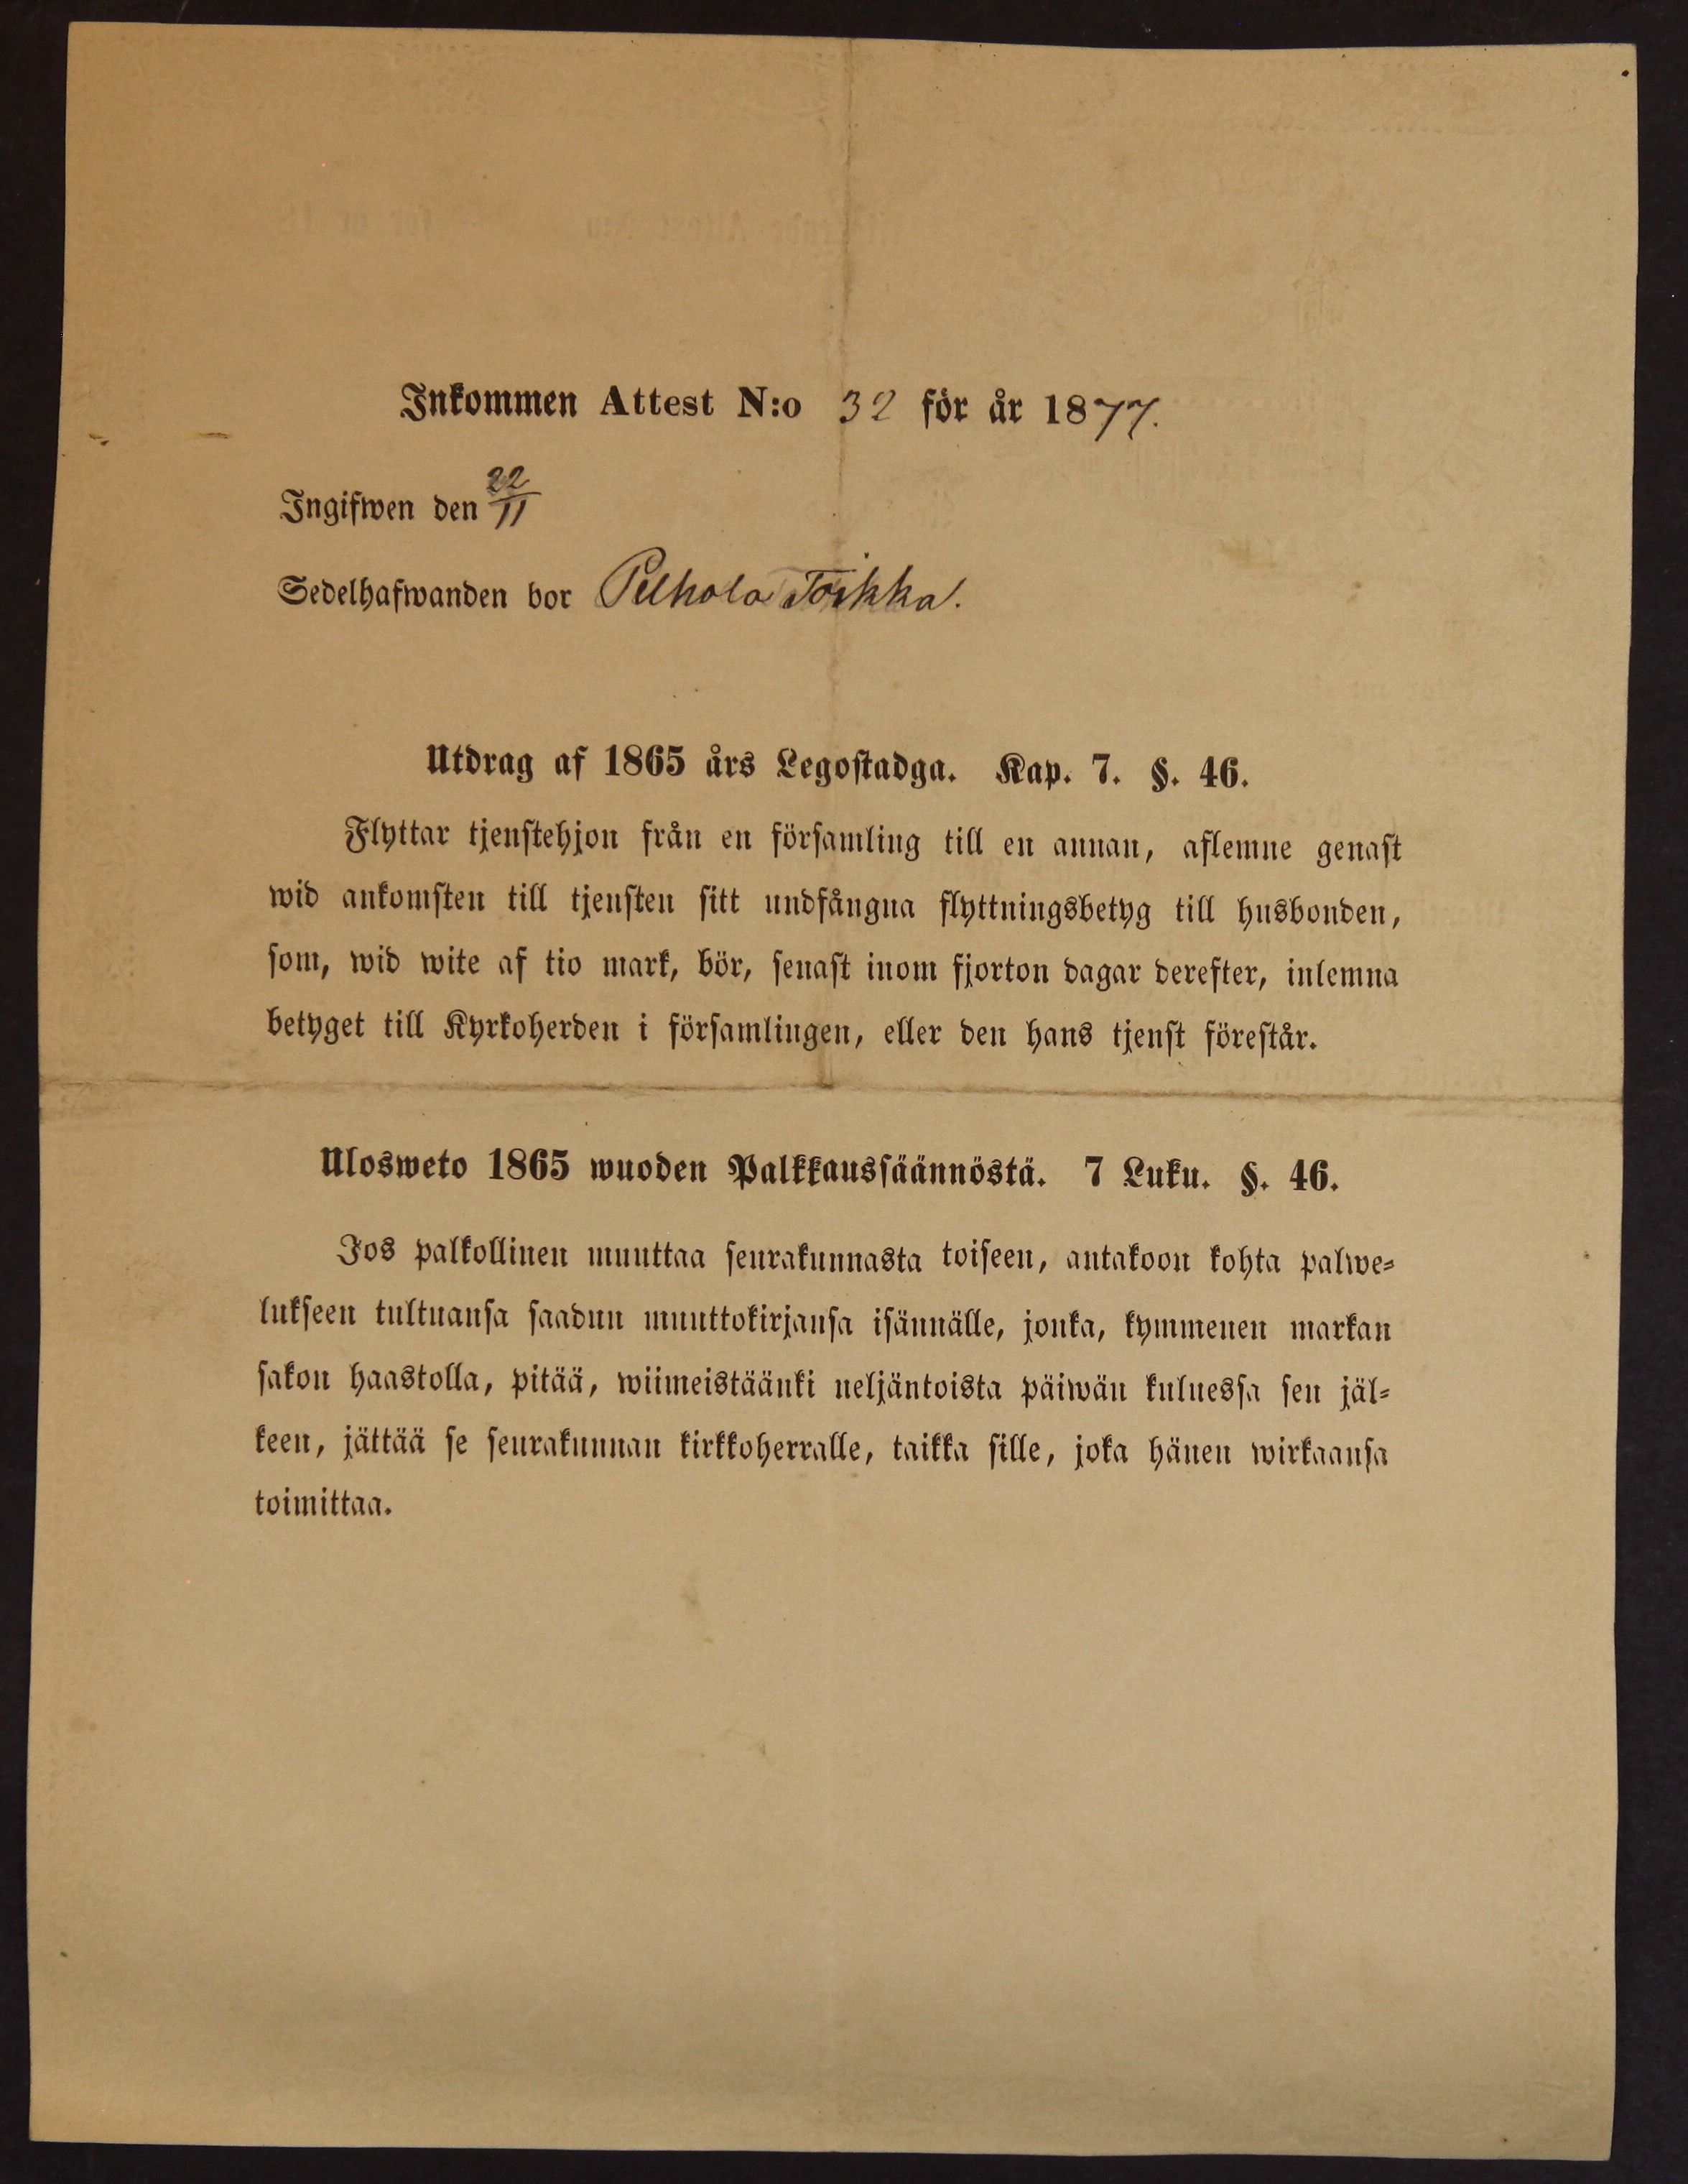 Inkommen Attest N:o 32 för år 1877.
Ingifwen den 22/11
Sedelhafwanden bor Pelkola Toikka.
Utdrag af 1865 års Legostadga. Kap. 7. §. 46.
Flyttar tjenstehjon från en församling till en annan, aflemne genast
wid ankomsten till tjensten sitt undfångna flyttningsbetyg till husbonden,
som, wid wite af tio mark, bör, senast inom fjorton dagar derefter, inlemna
betyget till Kyrkoherden i församlingen, eller den hans tjenst förestår.
Ulosweto 1865 wuoden Palkkaussäännöstä. 7 Luku. §. 46.
Jos palkollinen muuttaa seurakunnasta toiseen, antakoon kohta palwe-
lukseen tultuansa saadun muuttokirjansa isännälle, jonka, kymmenen markan
sakon haastolla, pitää, wiimeistäänki neljäntoista päiwän kuluessa sen jäl-
keen, jättää se seurakunnan kirkkoherralle, taikka sille, joka hänen wirkaansa
toimittaa.